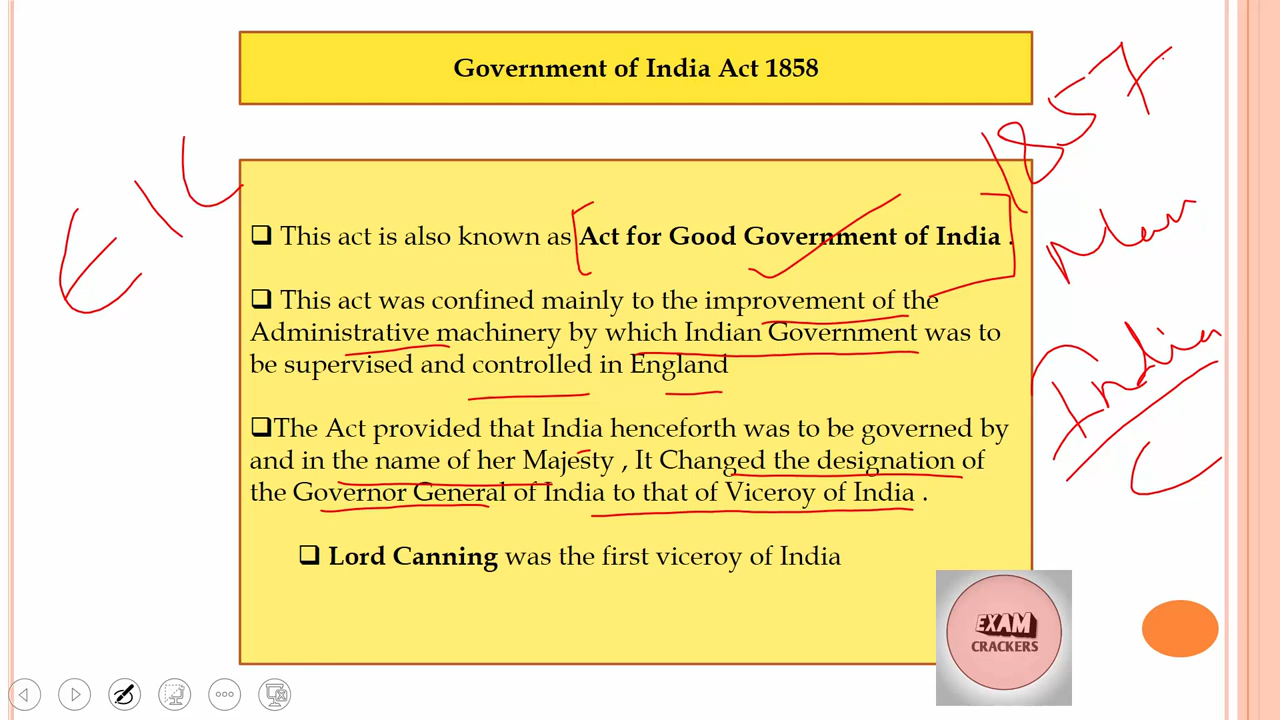 Government of India Act 1858
1857
EIC
❑ This act is also known as Act for Good Government of India .
❑ This act was confined mainly to the improvement of the
Administrative machinery by which Indian Government was to
be supervised and controlled in England
India
❑The Act provided that India henceforth was to be governed by
and in the name of her Majesty , It Changed the designation of
the Governor General of India to that of Viceroy of India .
❑ Lord Canning was the first viceroy of India
EXAM
CRACKERS